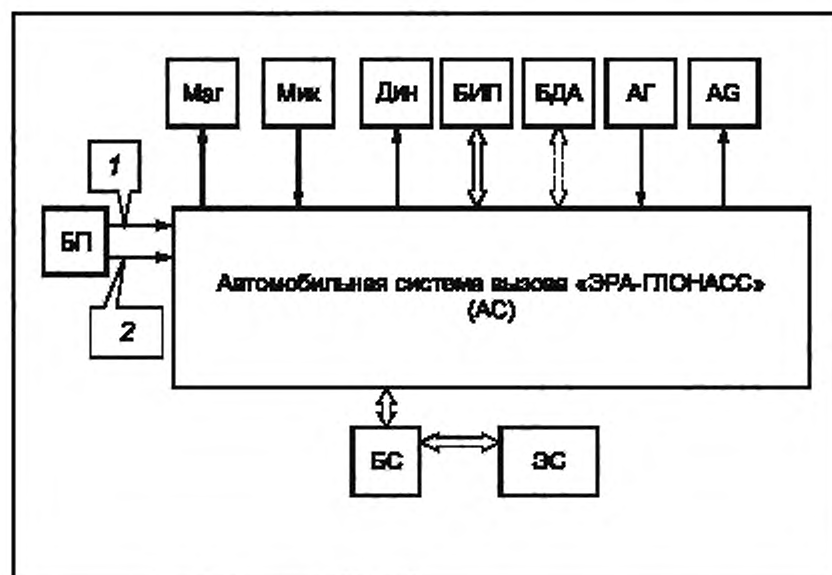 Маг
Мик
Дин
БИП
БДА
АГ
AG
1
БП
2
Автомобильная система вызова «ЭРА-ГЛОНАСС»
(АС)
БС
ЭС